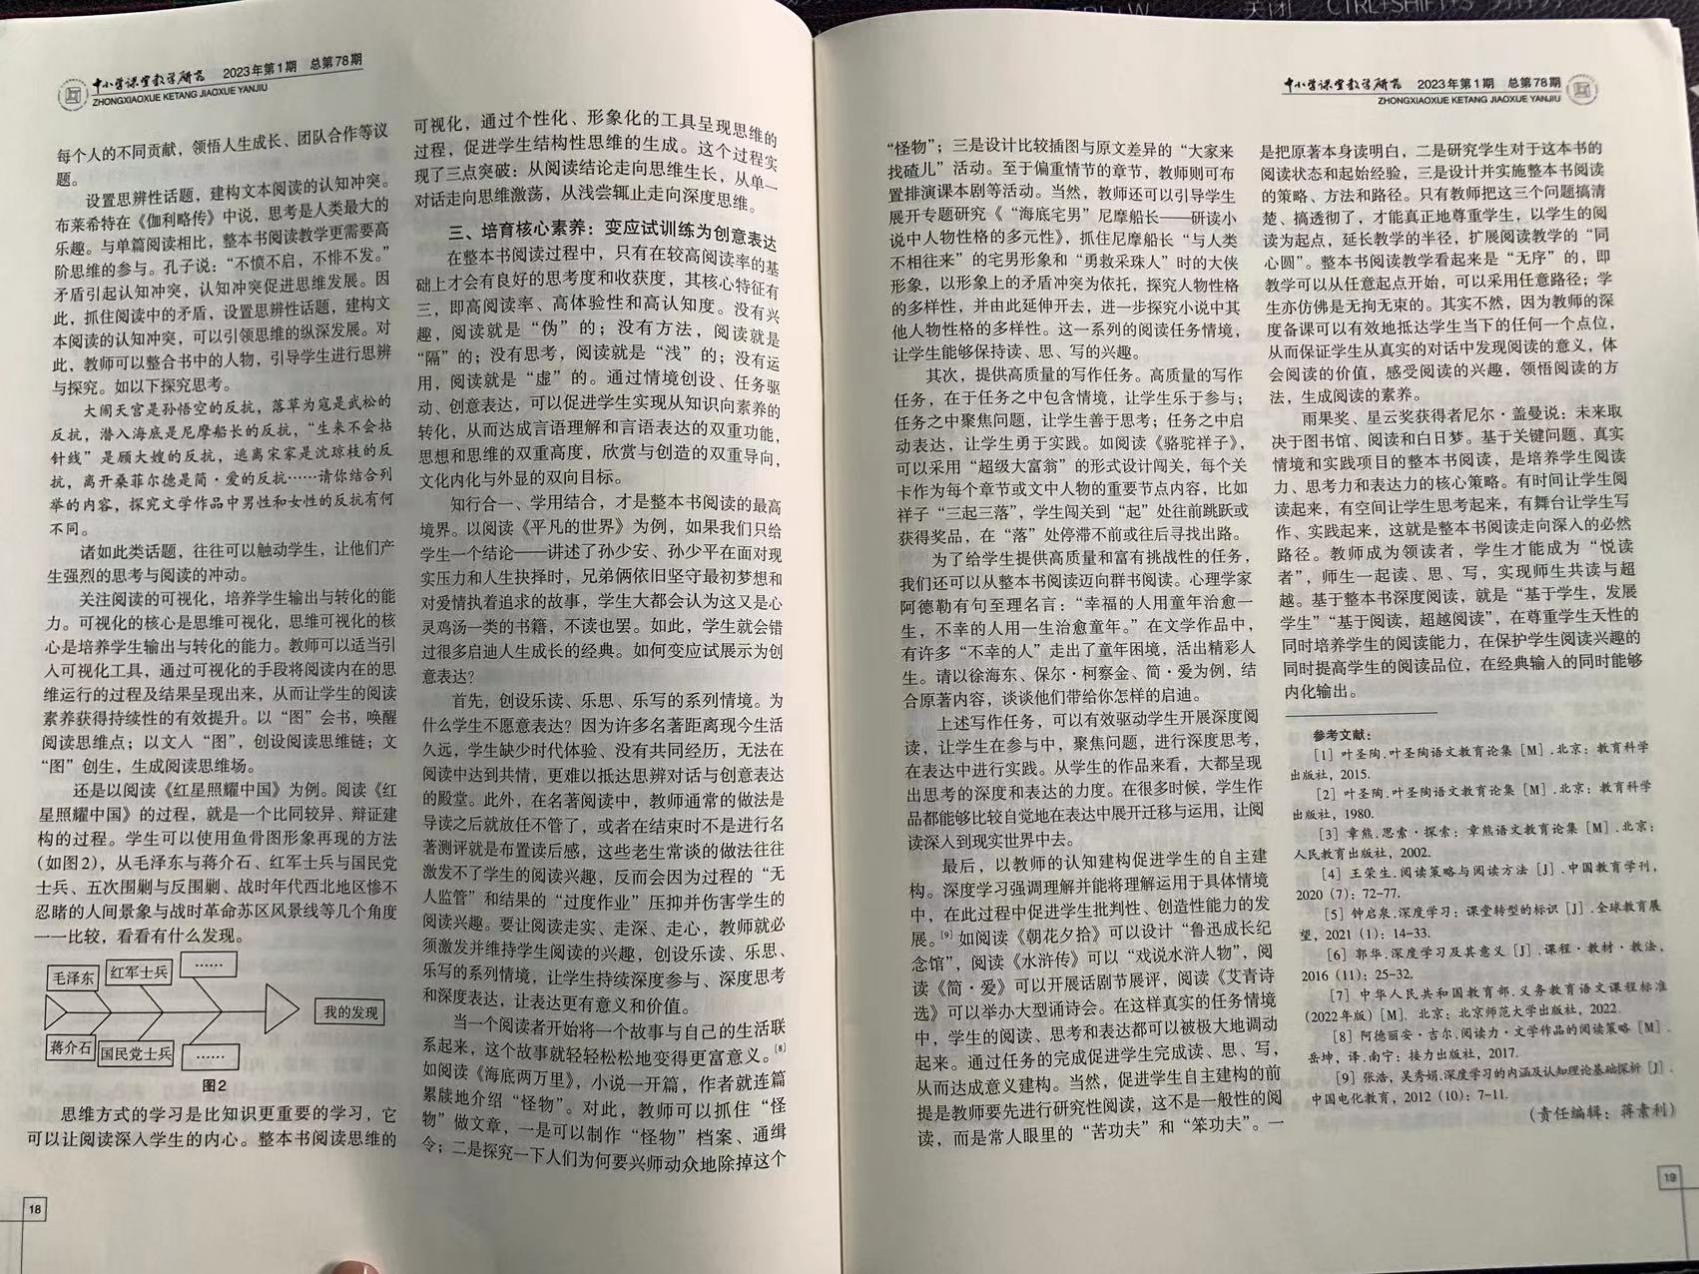 关闭 CTRL+SHIFT+S
中小学课堂教学研究 2023年第1期 总第78期
ZHONGXIAOXUE KETANG JIAOXUE YANJIU
每个人的不同贡献，领悟人生成长、团队合作等议
题。
设置思辨性话题，建构文本阅读的认知冲突。
布莱希特在《伽利略传》中说，思考是人类最大的
乐趣。与单篇阅读相比，整本书阅读教学更需要高
阶思维的参与。孔子说：“不愤不启，不悱不发。”
矛盾引起认知冲突，认知冲突促进思维发展。因
此，抓住阅读中的矛盾，设置思辨性话题，建构文
本阅读的认知冲突，可以引领思维的纵深发展。对
此，教师可以整合书中的人物，引导学生进行思辨
与探究。如以下探究思考。
大闹天宫是孙悟空的反抗，落草为寇是武松的
反抗，潜入海底是尼摩船长的反抗，“生来不会拈
针线”是顾大嫂的反抗，逃离宋家是沈琼枝的反
抗，离开桑菲尔德是简·爱的反抗……请你结合列
举的内容，探究文学作品中男性和女性的反抗有何
不同。
诸如此类话题，往往可以触动学生，让他们产
生强烈的思考与阅读的冲动。
关注阅读的可视化，培养学生输出与转化的能
力。可视化的核心是思维可视化，思维可视化的核
心是培养学生输出与转化的能力。教师可以适当引
入可视化工具，通过可视化的手段将阅读内在的思
维运行的过程及结果呈现出来，从而让学生的阅读
素养获得持续性的有效提升。以“图”会书，唤醒
阅读思维点；以文人“图”，创设阅读思维链；文
“图”创生，生成阅读思维场。
还是以阅读《红星照耀中国》为例。阅读《红
星照耀中国》的过程，就是一个比同较异、辩证建
构的过程。学生可以使用鱼骨图形象再现的方法
（如图2），从毛泽东与蒋介石、红军士兵与国民党
士兵、五次围剿与反围剿、战时年代西北地区惨不
忍睹的人间景象与战时革命苏区风景线等几个角度
一一比较，看看有什么发现。
毛泽东 红军士兵 ……
我的发现
蒋介石 国民党士兵 ……
图2
思维方式的学习是比知识更重要的学习，它
可以让阅读深入学生的内心。整本书阅读思维的
18
可视化，通过个性化、形象化的工具呈现思维的
过程，促进学生结构性思维的生成。这个过程实
现了三点突破：从阅读结论走向思维生长，从单一
对话走向思维激荡，从浅尝辄止走向深度思维。
三、培育核心素养：变应试训练为创意表达
在整本书阅读过程中，只有在较高阅读率的基
础上才会有良好的思考度和收获度，其核心特征有
三，即高阅读率、高体验性和高认知度。没有兴
趣，阅读就是“伪”的；没有方法，阅读就是
“隔”的；没有思考，阅读就是“浅”的；没有运
用，阅读就是“虚”的。通过情境创设、任务驱
动、创意表达，可以促进学生实现从知识向素养的
转化，从而达成言语理解和言语表达的双重功能，
思想和思维的双重高度，欣赏与创造的双重导向，
文化内化与外显的双向目标。
知行合一、学用结合，才是整本书阅读的最高
境界。以阅读《平凡的世界》为例，如果我们只给
学生一个结论——讲述了孙少安、孙少平在面对现
实压力和人生抉择时，兄弟俩依旧坚守最初梦想和
对爱情执着追求的故事，学生大都会认为这又是心
灵鸡汤一类的书籍，不读也罢。如此，学生就会错
过很多启迪人生成长的经典。如何变应试展示为创
意表达？
首先，创设乐读、乐思、乐写的系列情境。为
什么学生不愿意表达？因为许多名著距离现今生活
久远，学生缺少时代体验、没有共同经历，无法在
阅读中达到共情，更难以抵达思辨对话与创意表达
的殿堂。此外，在名著阅读中，教师通常的做法是
导读之后就放任不管了，或者在结束时不是进行名
著测评就是布置读后感，这些老生常谈的做法往往
激发不了学生的阅读兴趣，反而会因为过程的“无
人监管”和结果的“过度作业”压抑并伤害学生的
阅读兴趣。要让阅读走实、走深、走心，教师就必
须激发并维持学生阅读的兴趣，创设乐读、乐思、
乐写的系列情境，让学生持续深度参与、深度思考
和深度表达，让表达更有意义和价值。
当一个阅读者开始将一个故事与自己的生活联
系起来，这个故事就轻轻松松地变得更富意义。[8]
如阅读《海底两万里》，小说一开篇，作者就连篇
累牍地介绍“怪物”。对此，教师可以抓住“怪
物”做文章，一是可以制作“怪物”档案、通缉
令；二是探究一下人们为何要兴师动众地除掉这个
中小学课堂教学研究 2023年第1期 总第78期
ZHONGXIAOXUE KETANG JIAOXUE YANJIU
“怪物”；三是设计比较插图与原文差异的“大家来
找碴儿”活动。至于偏重情节的章节，教师则可布
置排演课本剧等活动。当然，教师还可以引导学生
展开专题研究《“海底宅男”尼摩船长——研读小
说中人物性格的多元性》，抓住尼摩船长“与人类
不相往来”的宅男形象和“勇救采珠人”时的大侠
形象，以形象上的矛盾冲突为依托，探究人物性格
的多样性，并由此延伸开去，进一步探究小说中其
他人物性格的多样性。这一系列的阅读任务情境，
让学生能够保持读、思、写的兴趣。
其次，提供高质量的写作任务。高质量的写作
任务，在于任务之中包含情境，让学生乐于参与；
任务之中聚焦问题，让学生善于思考；任务之中启
动表达，让学生勇于实践。如阅读《骆驼祥子》，
可以采用“超级大富翁”的形式设计闯关，每个关
卡作为每个章节或文中人物的重要节点内容，比如
祥子“三起三落”，学生闯关到“起”处往前跳跃或
获得奖品，在“落”处停滞不前或往后寻找出路。
为了给学生提供高质量和富有挑战性的任务，
我们还可以从整本书阅读迈向群书阅读。心理学家
阿德勒有句至理名言：“幸福的人用童年治愈一
生，不幸的人用一生治愈童年。”在文学作品中，
有许多“不幸的人”走出了童年困境，活出精彩人
生。请以徐海东、保尔·柯察金、简·爱为例，结
合原著内容，谈谈他们带给你怎样的启迪。
上述写作任务，可以有效驱动学生开展深度阅
读，让学生在参与中，聚焦问题，进行深度思考，
在表达中进行实践。从学生的作品来看，大都呈现
出思考的深度和表达的力度。在很多时候，学生作
品都能够比较自觉地在表达中展开迁移与运用，让阅
读深入到现实世界中去。
最后，以教师的认知建构促进学生的自主建
构。深度学习强调理解并能将理解运用于具体情境
中，在此过程中促进学生批判性、创造性能力的发
展。[9]如阅读《朝花夕拾》可以设计“鲁迅成长纪
念馆”，阅读《水浒传》可以“戏说水浒人物”，阅
读《简·爱》可以开展话剧节展评，阅读《艾青诗
选》可以举办大型诵诗会。在这样真实的任务情境
中，学生的阅读、思考和表达都可以被极大地调动
起来。通过任务的完成促进学生完成读、思、写，
从而达成意义建构。当然，促进学生自主建构的前
提是教师要先进行研究性阅读，这不是一般性的阅
读，而是常人眼里的“苦功夫”和“笨功夫”。一
是把原著本身读明白，二是研究学生对于这本书的
阅读状态和起始经验，三是设计并实施整本书阅读
的策略、方法和路径。只有教师把这三个问题搞清
楚、搞透彻了，才能真正地尊重学生，以学生的阅
读为起点，延长教学的半径，扩展阅读教学的“同
心圆”。整本书阅读教学看起来是“无序”的，即
教学可以从任意起点开始，可以采用任意路径；学
生亦仿佛是无拘无束的。其实不然，因为教师的深
度备课可以有效地抵达学生当下的任何一个点位，
从而保证学生从真实的对话中发现阅读的意义，体
会阅读的价值，感受阅读的兴趣，领悟阅读的方
法，生成阅读的素养。
雨果奖、星云奖获得者尼尔·盖曼说：未来取
决于图书馆、阅读和白日梦。基于关键问题，真实
情境和实践项目的整本书阅读，是培养学生阅读
力、思考力和表达力的核心策略。有时间让学生阅
读起来，有空间让学生思考起来，有舞台让学生写
作、实践起来，这就是整本书阅读走向深入的必然
路径。教师成为领读者，学生才能成为“悦读
者”，师生一起读、思、写，实现师生共读与超
越。基于整本书深度阅读，就是“基于学生，发展
学生”“基于阅读，超越阅读”，在尊重学生天性的
同时培养学生的阅读能力，在保护学生阅读兴趣的
同时提高学生的阅读品位，在经典输入的同时能够
内化输出。
参考文献：
[1] 叶圣陶.叶圣陶语文教育论集[M].北京：教育科学
出版社，2015.
[2] 叶圣陶.叶圣陶语文教育论集[M].北京：教育科学
出版社，1980.
[3] 章熊.思索·探索：章熊语文教育论集[M].北京：
人民教育出版社，2002.
[4] 王荣生.阅读策略与阅读方法[J].中国教育学刊，
2020（7）：72-77.
[5] 钟启泉.深度学习：课堂转型的标识[J].全球教育展
望，2021（1）：14-33.
[6] 郭华.深度学习及其意义[J].课程·教材·教法，
2016（11）：25-32.
[7] 中华人民共和国教育部.义务教育语文课程标准
（2022年版）[M].北京：北京师范大学出版社，2022.
[8] 阿德丽安·吉尔.阅读力·文学作品的阅读策略[M].
岳坤，译.南宁：接力出版社，2017.
[9] 张浩，吴秀娟.深度学习的内涵及认知理论基础探析[J].
中国电化教育，2012（10）：7-11.
（责任编辑：蒋素利）
19